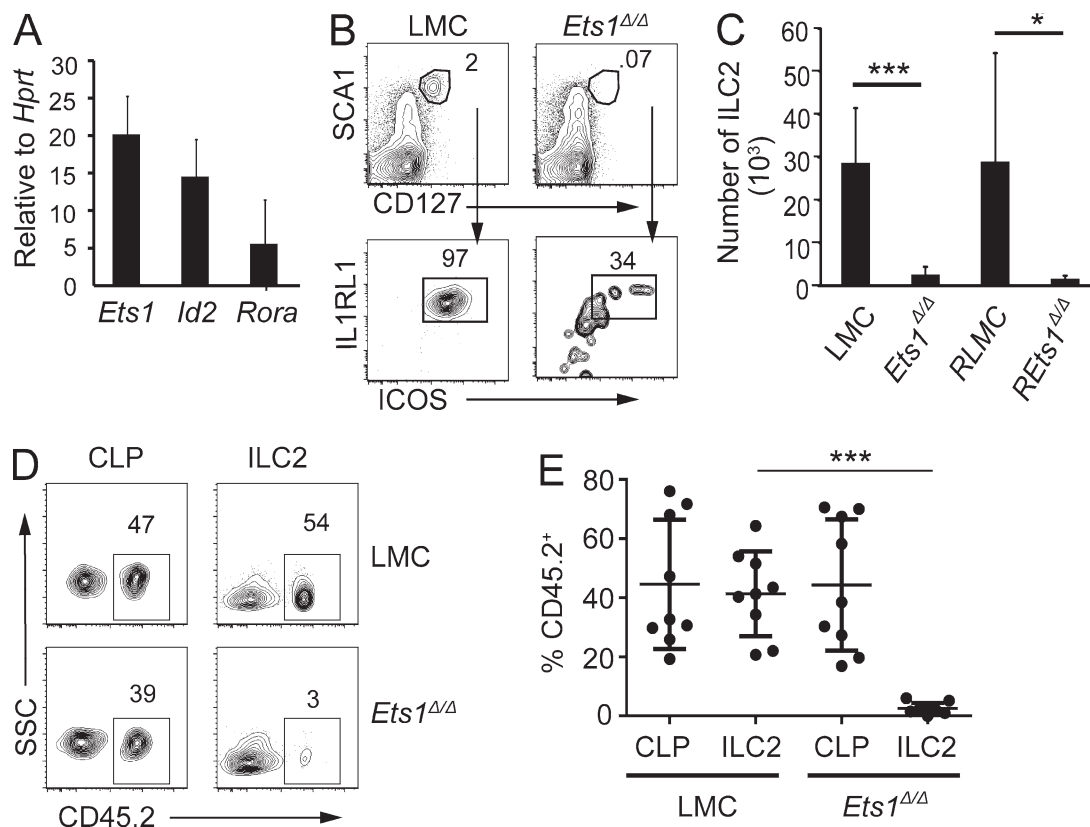 A
Relative to Hprt
30
25
20
15
10
5
0
Ets1 Id2 Rora
B
LMC Ets1Δ/Δ
SCA1
2 .07
CD127
IL1RL1
97 34
ICOS
C
Number of ILC2
(10³)
60
60
30
20
10
0
*** *
LMC Ets1Δ/Δ RLMC REts1Δ/Δ
D
CLP ILC2
47 54
LMC
39 3
Ets1Δ/Δ
SSC
CD45.2
E
% CD45.2⁺
80
60
40
20
0
***
CLP ILC2 CLP ILC2
LMC Ets1Δ/Δ